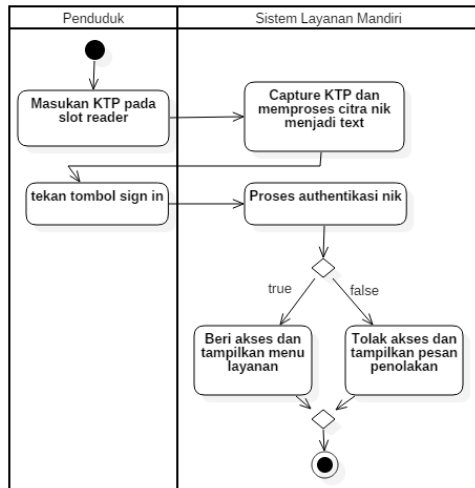 Penduduk
Sistem Layanan Mandiri
Masukan KTP pada
slot reader
Capture KTP dan
memproses citra nik
menjadi text
tekan tombol sign in
Proses authentikasi nik
true
false
Beri akses dan
tampilkan menu
layanan
Tolak akses dan
tampilkan pesan
penolakan